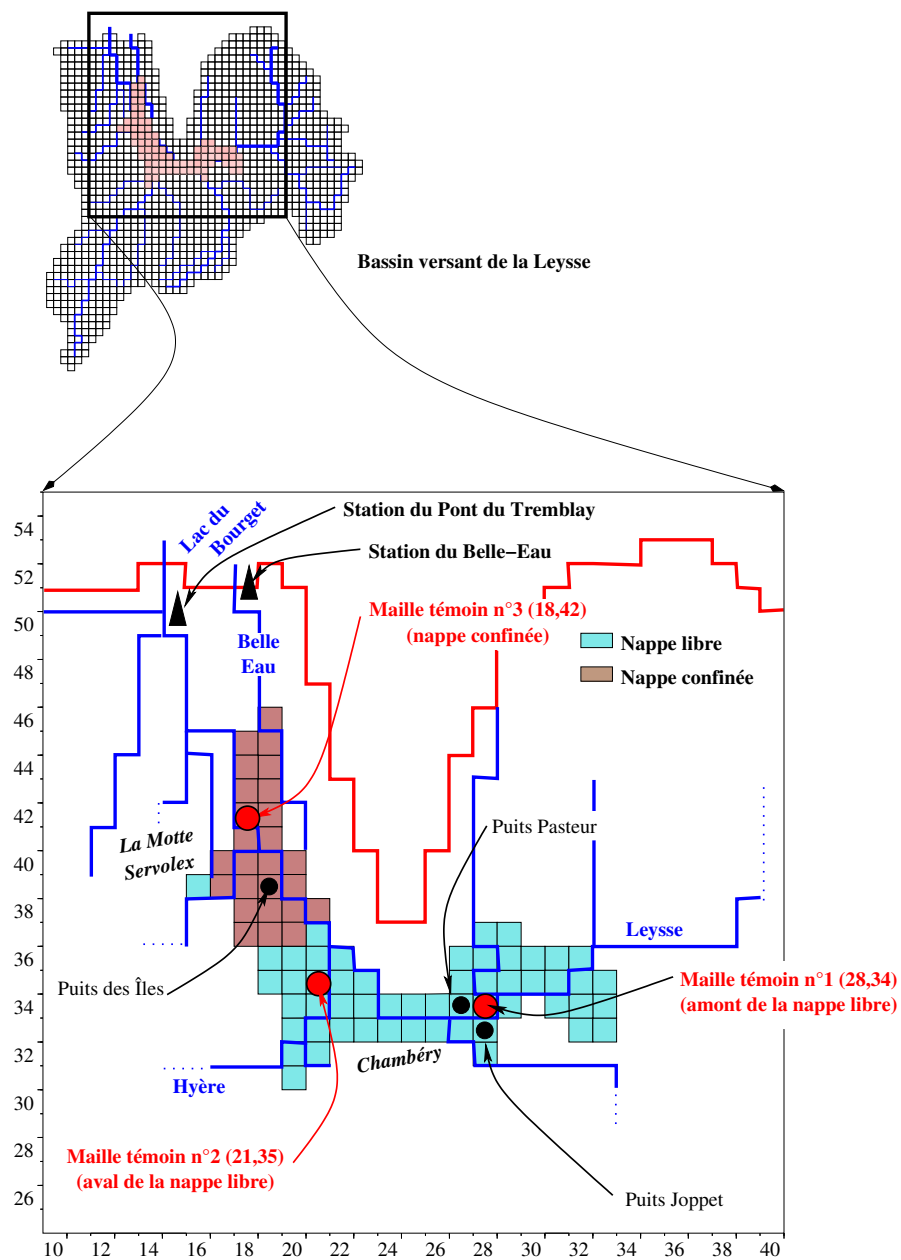 Bassin versant de la Leysse
54
52
50
48
46
44
42
40
38
36
34
32
30
28
26
24
Lac du
Bourget
Station du Pont du Tremblay
Station du Belle−Eau
Maille témoin n°3 (18,42)
(nappe confinée)
Belle
Eau
Nappe libre
Nappe confinée
La Motte
Servolex
Puits Pasteur
Leysse
Puits des Îles
Maille témoin n°1 (28,34)
(amont de la nappe libre)
Chambéry
Hyère
Maille témoin n°2 (21,35)
(aval de la nappe libre)
Puits Joppet
10 12 14 16 18 20 22 24 26 28 30 32 34 36 38 40